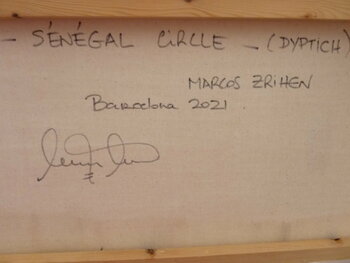 - SÉNÉGAL CIRCLE - (DYPTICH)
MARCOS ZRIHEN
Barcelona 2021.